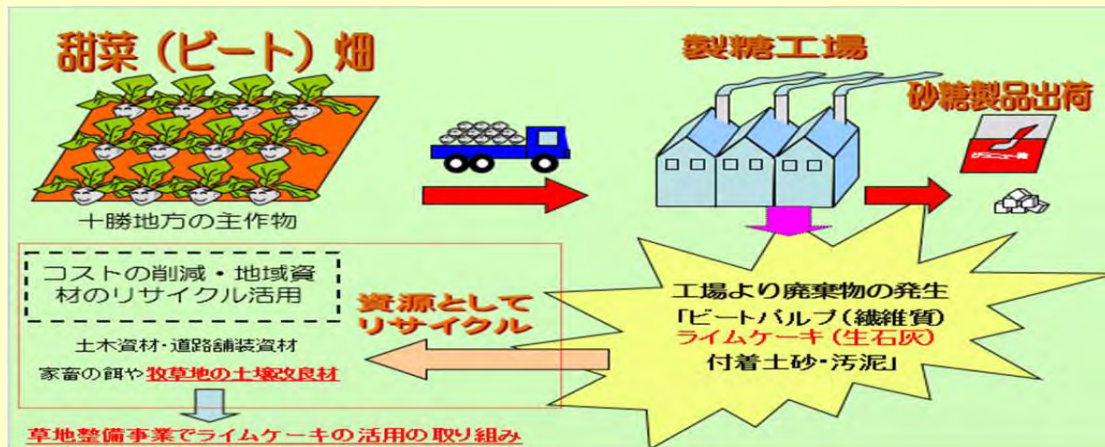 甜菜（ビート）畑
製糖工場
砂糖製品出荷
十勝地方の主作物
コストの削減・地域資
材のリサイクル活用
資源として
リサイクル
土木資材・道路舗装資材
家畜の餌や牧草地の土壌改良材
草地整備事業でライムケーキの活用の取り組み
工場より廃棄物の発生
「ビートパルプ（繊維質）
ライムケーキ（生石灰）
付着土砂・汚泥」